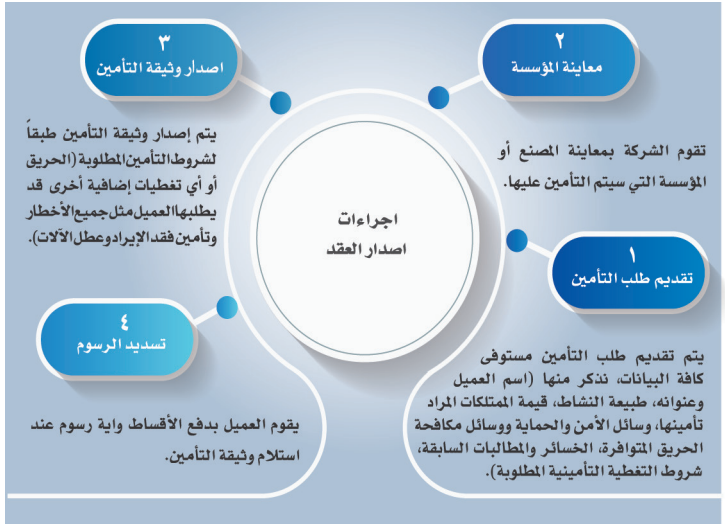 اجراءات
اصدار العقد
١
تقديم طلب التأمين
يتم تقديم طلب التأمين مستوفى
كافة البيانات، نذكر منها (اسم العميل
وعنوانه، طبيعة النشاط، قيمة الممتلكات المراد
تأمينها، وسائل الأمن والحماية ووسائل مكافحة
الحريق المتوافرة، الخسائر والمطالبات السابقة،
شروط التغطية التأمينية المطلوبة).
٢
معاينة المؤسسة
تقوم الشركة بمعاينة المصنع أو
المؤسسة التي سيتم التأمين عليها.
٣
اصدار وثيقة التأمين
يتم إصدار وثيقة التأمين طبقاً
لشروط التأمين المطلوبة (الحريق
أو أي تغطيات إضافية أخرى قد
يطلبها العميل مثل جميع الأخطار
وتأمين فقد الإيراد وعطل الآلات).
٤
تسديد الرسوم
يقوم العميل بدفع الأقساط واية رسوم عند
استلام وثيقة التأمين.